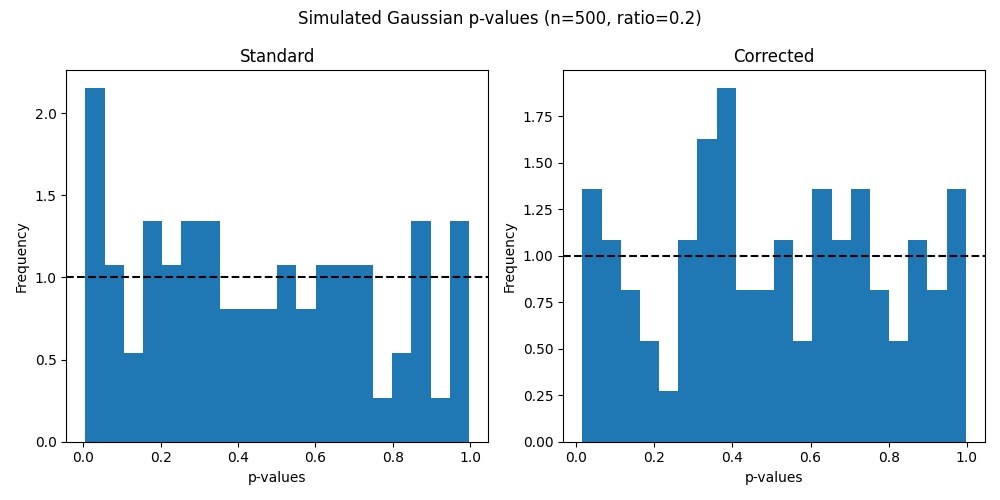 Simulated Gaussian p-values (n=500, ratio=0.2)
Standard
Frequency
2.0
1.5
1.0
0.5
0.0
0.0 0.2 0.4 0.6 0.8 1.0
p-values
Corrected
Frequency
1.75
1.50
1.25
1.00
0.75
0.50
0.25
0.00
0.0 0.2 0.4 0.6 0.8 1.0
p-values